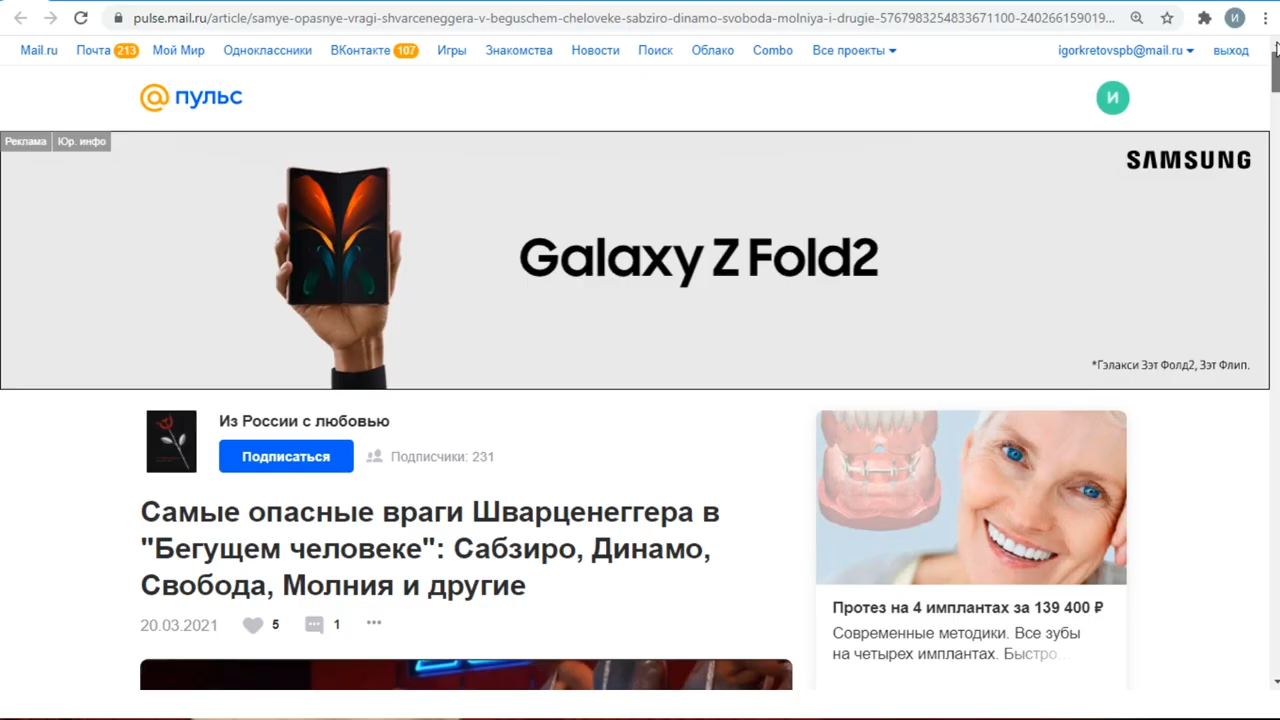 pulse.mail.ru/article/samye-opasnye-vragi-shvarceneggera-v-beguschem-cheloveke-sabziro-dinamo-svoboda-molniya-i-drugie-5767983254833671100-240266159019...
И
Mail.ru Почта 213 Мой Мир Одноклассники ВКонтакте 107 Игры Знакомства Новости Поиск Облако Combo Все проекты igorkretovspb@mail.ru выход
@ пульс
И
Реклама Юр. инфо
SAMSUNG
Galaxy Z Fold2
*Гэлакси Зэт Фолд2, Зэт Флип.
Из России с любовью
Подписаться Подписчики: 231
Самые опасные враги Шварценеггера в
"Бегущем человеке": Сабзиро, Динамо,
Свобода, Молния и другие
20.03.2021 5 1 ...
Протез на 4 имплантах за 139 400 ₽
Современные методики. Все зубы
на четырех имплантах. Быстро...